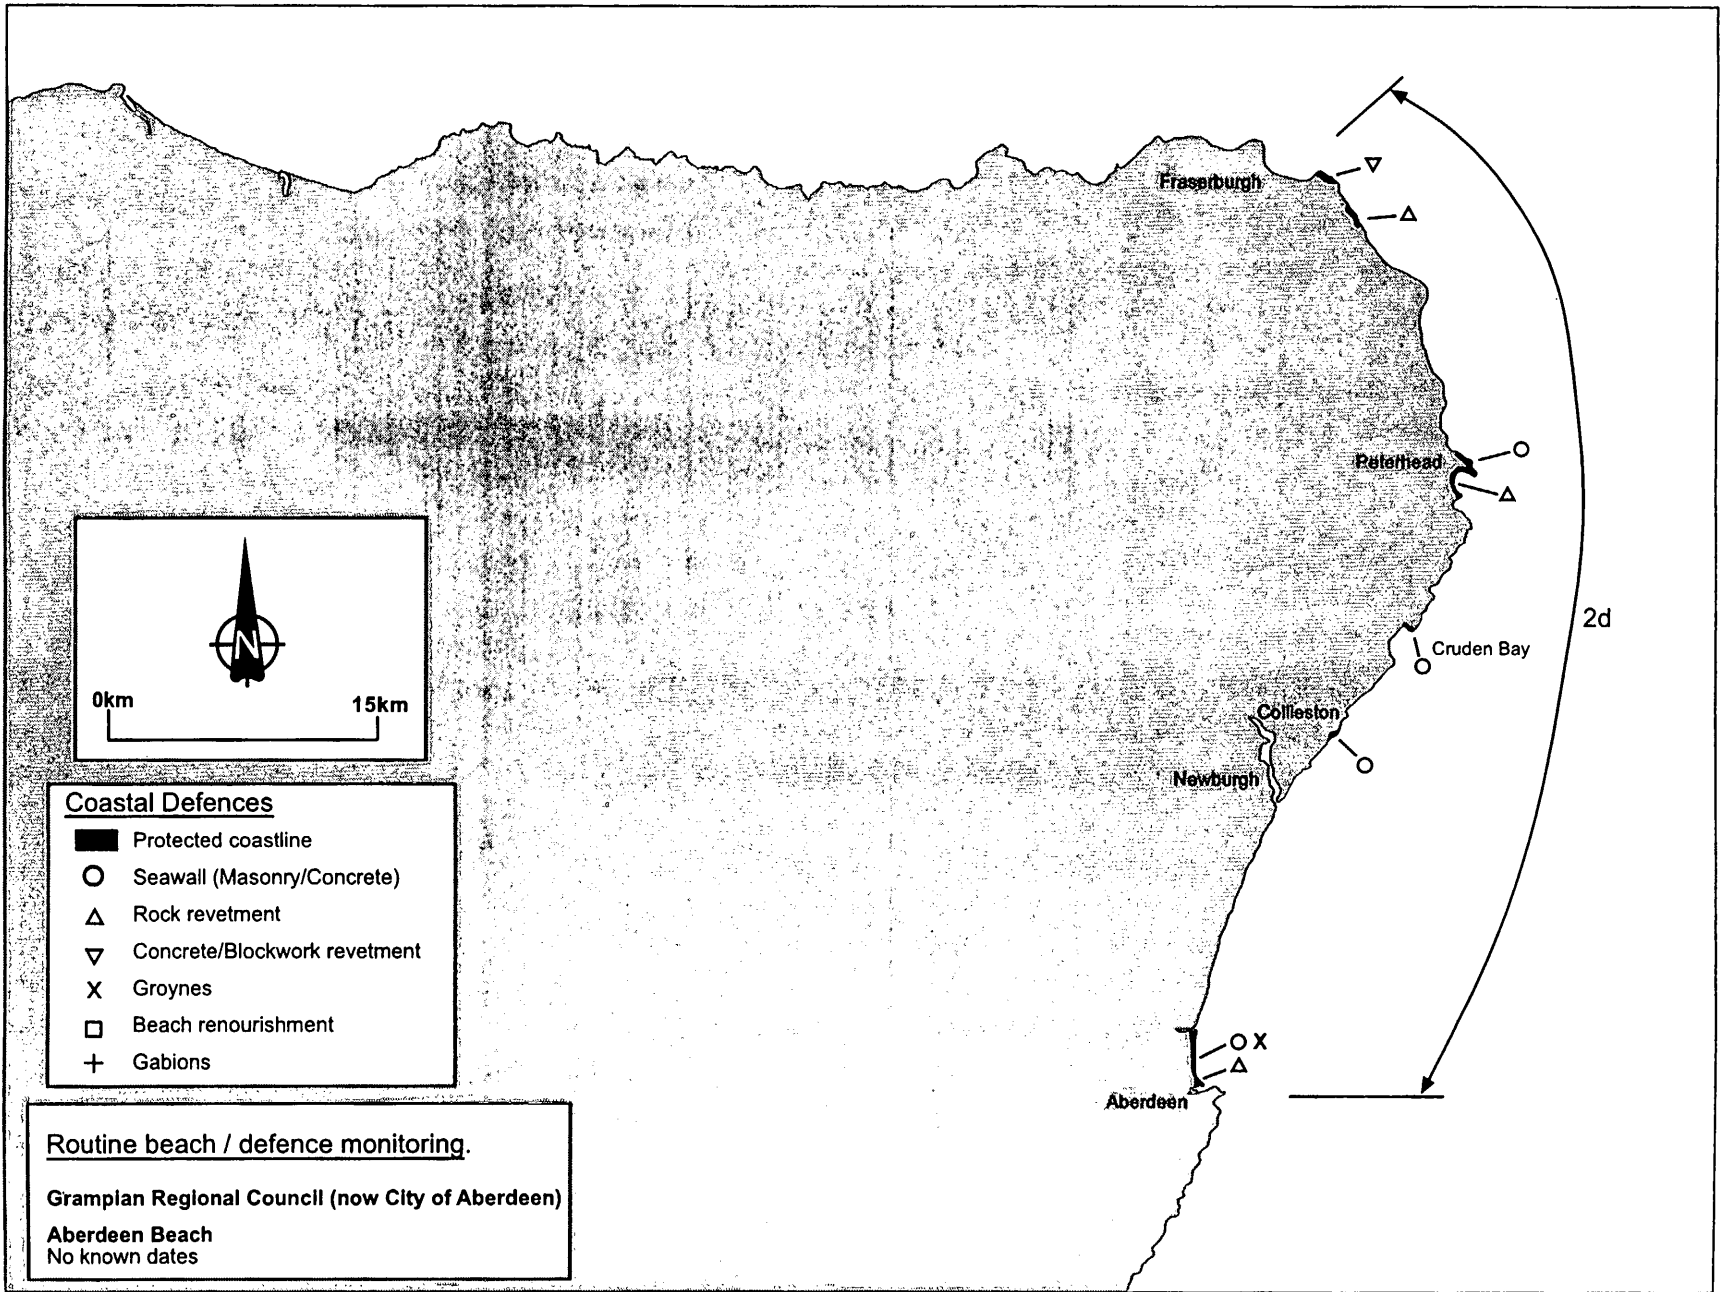 Fraserburgh
Peterhead
2d
Cruden Bay
Collieston
Newburgh
Aberdeen
N
0km 15km
Coastal Defences
Protected coastline
Seawall (Masonry/Concrete)
Rock revetment
Concrete/Blockwork revetment
X Groynes
Beach renourishment
Gabions
X
Routine beach / defence monitoring.
Grampian Regional Council (now City of Aberdeen)
Aberdeen Beach
No known dates